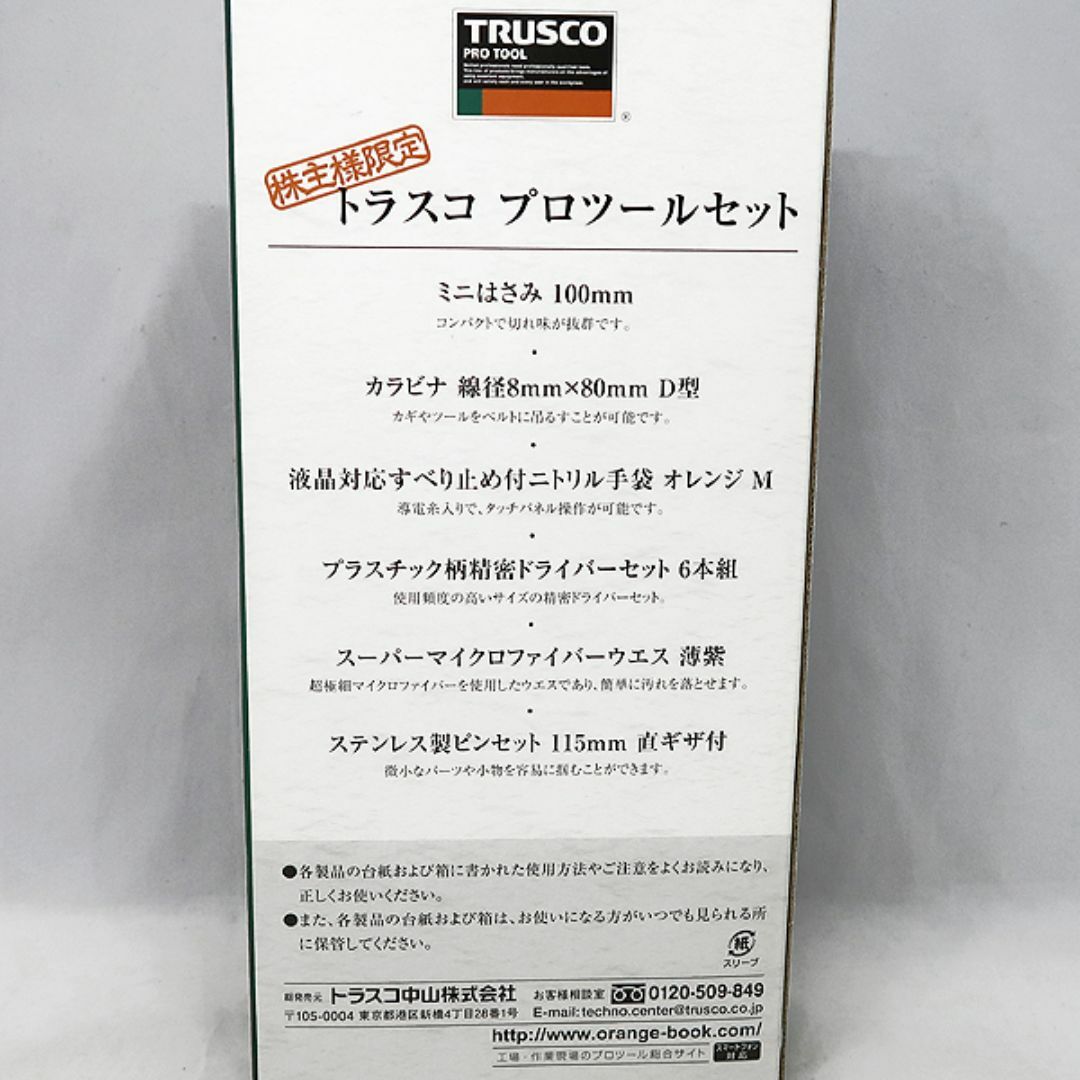 TRUSCO
PRO TOOL
®
株主様限定
トラスコ プロツールセット
ミニはさみ 100mm
コンパクトで切れ味が抜群です。
・
カラビナ 線径8mm×80mm D型
カギやツールをベルトに吊るすことが可能です。
・
液晶対応すべり止め付ニトリル手袋 オレンジ M
導電糸入りで、タッチパネル操作が可能です。
・
プラスチック柄精密ドライバーセット 6本組
使用頻度の高いサイズの精密ドライバーセット。
・
スーパーマイクロファイバーウエス 薄紫
超極細マイクロファイバーを使用したウエスであり、簡単に汚れを落とせます。
・
ステンレス製ピンセット 115mm 直ギザ付
微小なパーツや小物を容易に掴むことができます。
●各製品の台紙および箱に書かれた使用方法やご注意をよくお読みになり、
正しくお使いください。
●また、各製品の台紙および箱は、お使いになる方がいつでも見られる所
に保管してください。
紙
スリーブ
総発売元 トラスコ中山株式会社 お客様相談室 0120-509-849
〒105-0004 東京都港区新橋4丁目28番1号 E-mail:techno.center@trusco.co.jp
http://www.orange-book.com/
工場・作業現場のプロツール総合サイト スマートフォン対応